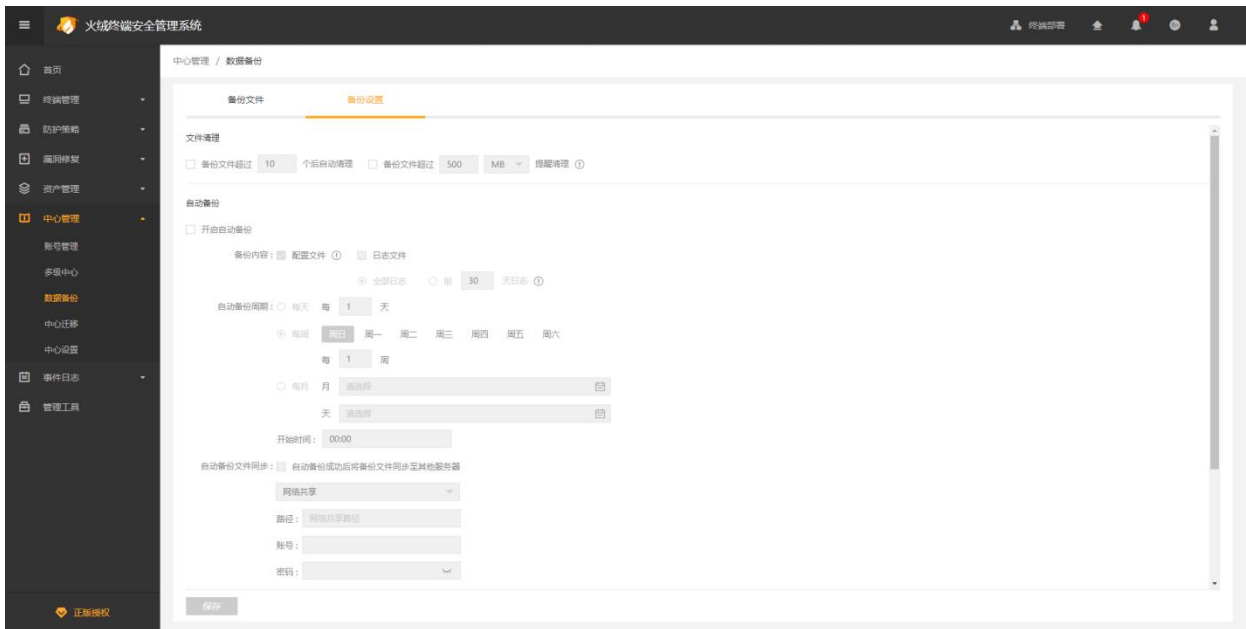 火绒终端安全管理系统
终端部署
1
首页
终端管理
防护策略
漏洞修复
资产管理
中心管理
账号管理
多级中心
数据备份
中心迁移
中心设置
事件日志
管理工具
正版授权
中心管理 / 数据备份
备份文件 备份设置
文件清理
备份文件超过 10 个后自动清理 备份文件超过 500 MB 提醒清理
自动备份
开启自动备份
备份内容: 配置文件 日志文件
全部日志 前 30 天日志
自动备份周期: 每天 每 1 天
每周 周日 周一 周二 周三 周四 周五 周六
每 1 周
每月 月 请选择
天 请选择
开始时间: 00:00
自动备份文件同步: 自动备份成功后将备份文件同步至其他服务器
网络共享
路径: 网络共享路径
账号:
密码:
保存